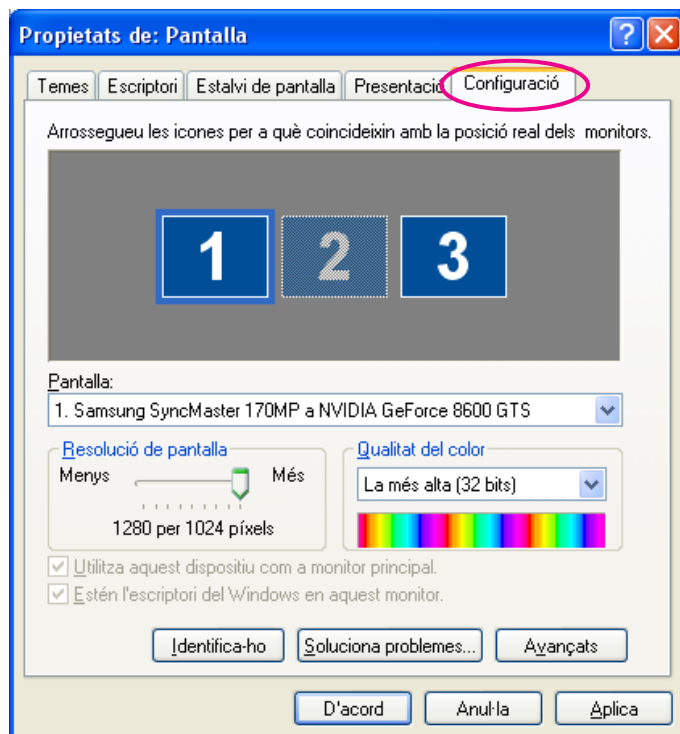 Propietats de: Pantalla
Temes Escriptori Estalvi de pantalla Presentació Configuració
Arrossegueu les icones per a què coincideixin amb la posició real dels monitors.
1 2 3
Pantalla:
1. Samsung SyncMaster 170MP a NVIDIA GeForce 8600 GTS
Resolució de pantalla Qualitat del color
Menys Més La més alta (32 bits)
1280 per 1024 píxels
Utilitza aquest dispositiu com a monitor principal.
Estén l'escriptori del Windows en aquest monitor.
Identifica-ho Soluciona problemes... Avançats
D'acord Anul·la Aplica